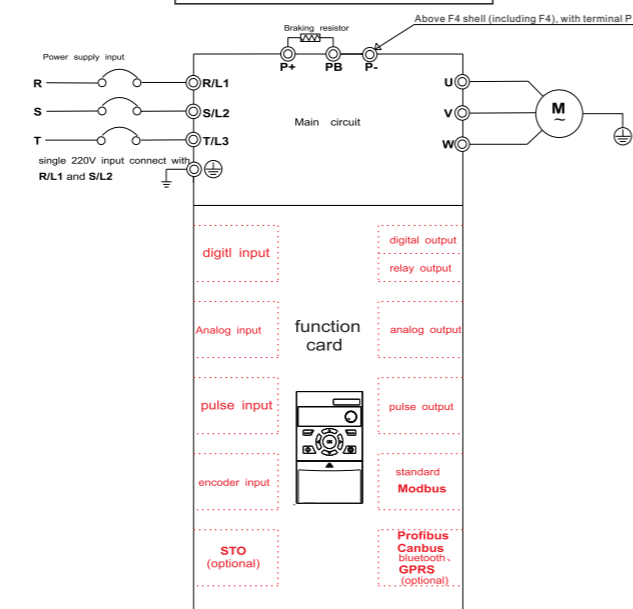 Braking resistor
Above F4 shell (including F4), with terminal P
Power supply input
P+
PB
P-
R
R/L1
U
S
S/L2
Main circuit
V
M
~
T
T/L3
W
single 220V input connect with
R/L1 and S/L2
digitl input
digital output
relay output
Analog input
function
card
analog output
pulse input
pulse output
encoder input
standard
Modbus
STO
(optional)
Profibus
Canbus
bluetooth、
GPRS
(optional)